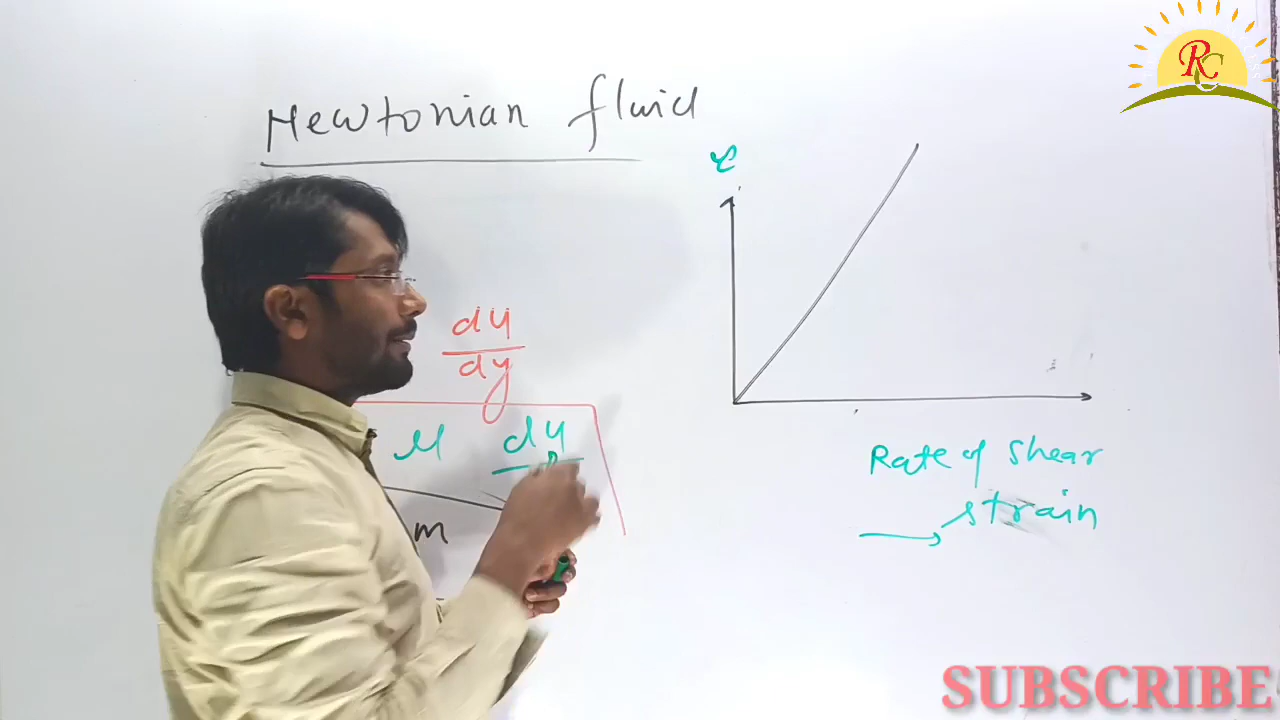 Newtonian fluid
τ
du
dy
μ du
m
Rate of shear
strain
RC
SUBSCRIBE